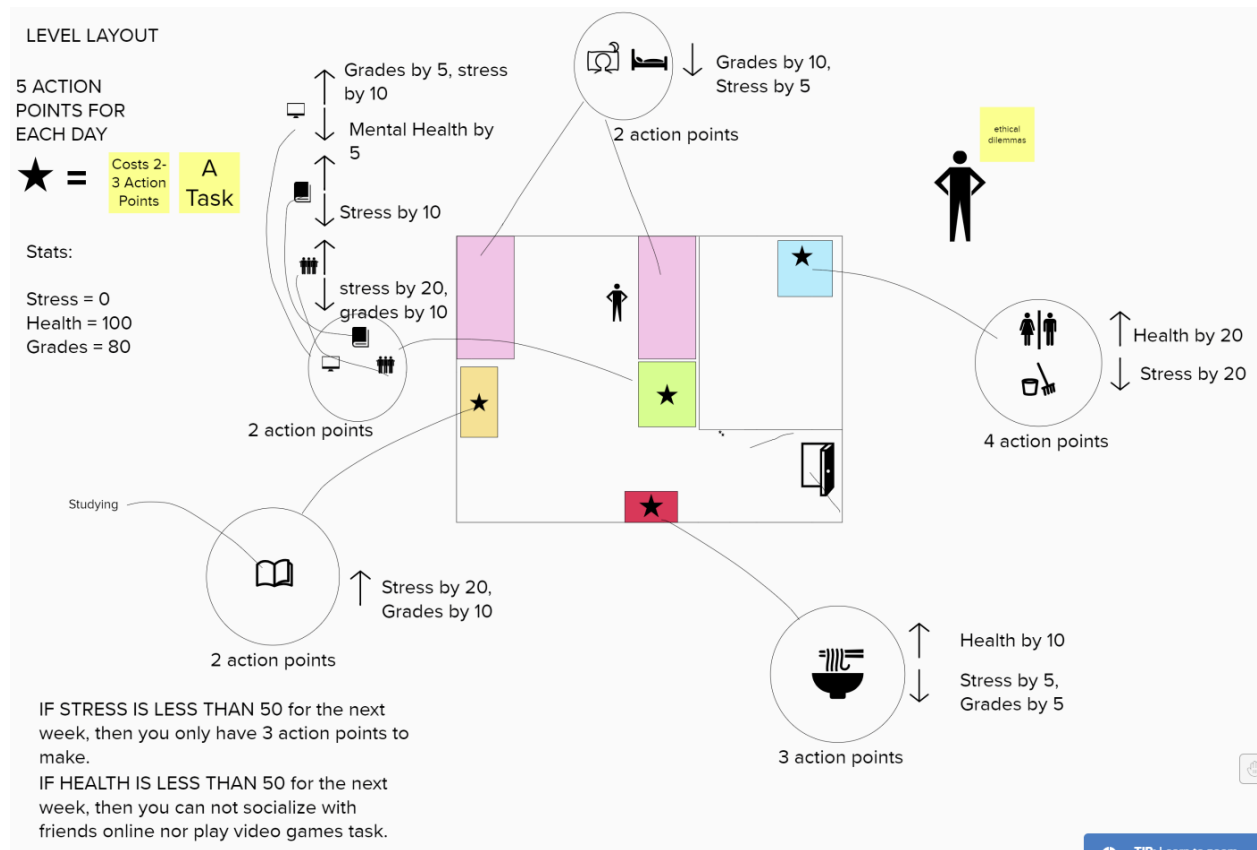 LEVEL LAYOUT
5 ACTION
POINTS FOR
EACH DAY
=
Costs 2-
3 Action
Points
A
Task
Stats:
Stress = 0
Health = 100
Grades = 80
Grades by 5, stress
by 10
Mental Health by
5
Stress by 10
stress by 20,
grades by 10
2 action points
Grades by 10,
Stress by 5
2 action points
ethical
dilemmas
Health by 20
Stress by 20
4 action points
Studying
Stress by 20,
Grades by 10
2 action points
Health by 10
Stress by 5,
Grades by 5
3 action points
IF STRESS IS LESS THAN 50 for the next
week, then you only have 3 action points to
make.
IF HEALTH IS LESS THAN 50 for the next
week, then you can not socialize with
friends online nor play video games task.